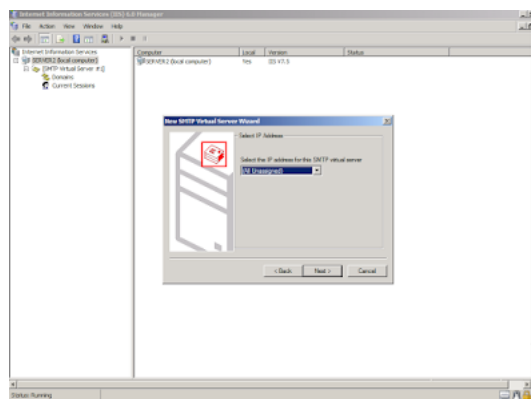 Internet Information Services (IIS) 6.0 Manager
File Action View Window Help
Internet Information Services
SERVER2 (local computer)
[SMTP Virtual Server #1]
Domains
Current Sessions
Computer Local Version Status
SERVER2 (local computer) Yes IIS V7.5
New SMTP Virtual Server Wizard
Select IP Address
Select the IP address for this SMTP virtual server
(All Unassigned)
< Back Next > Cancel
Status: Running